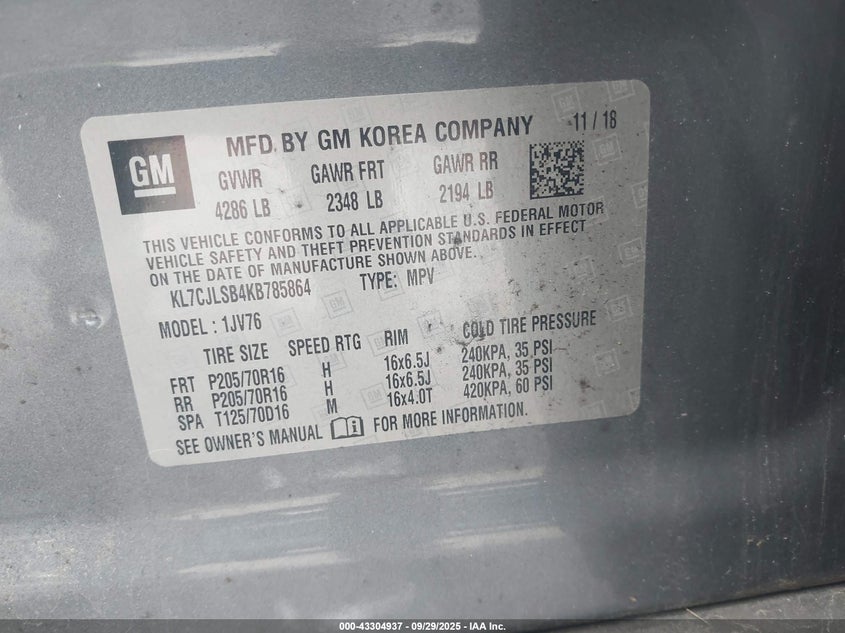 GM
MFD BY GM KOREA COMPANY 11 / 18
GVWR GAWR FRT GAWR RR
4286 LB 2348 LB 2194 LB
THIS VEHICLE CONFORMS TO ALL APPLICABLE U.S. FEDERAL MOTOR
VEHICLE SAFETY AND THEFT PREVENTION STANDARDS IN EFFECT
ON THE DATE OF MANUFACTURE SHOWN ABOVE.
KL7CJLSB4KB785864 TYPE: MPV
MODEL : 1JV76
TIRE SIZE SPEED RTG RIM COLD TIRE PRESSURE
FRT P205/70R16 H 16x6.5J 240KPA, 35 PSI
RR P205/70R16 H 16x6.5J 240KPA, 35 PSI
SPA T125/70D16 M 16x4.0T 420KPA, 60 PSI
SEE OWNER'S MANUAL FOR MORE INFORMATION.
000-43304937 - 09/29/2025 - IAA Inc.